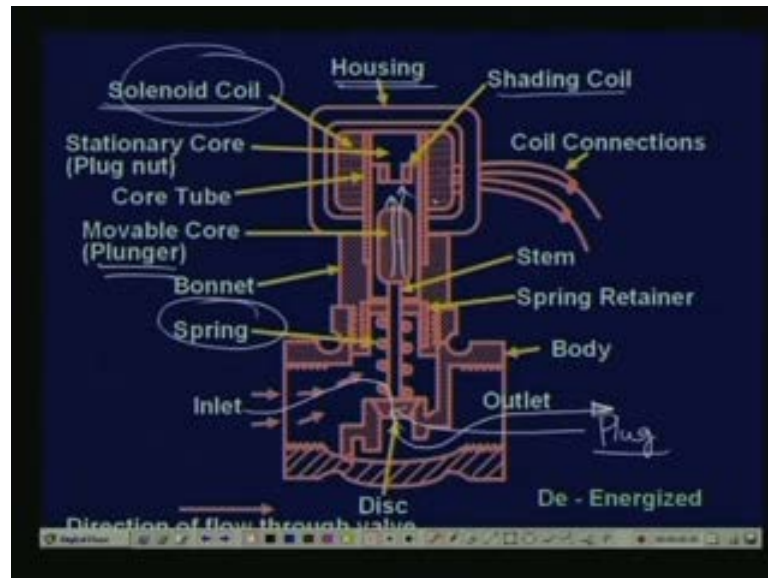 Housing
Solenoid Coil
Shading Coil
Stationary Core
(Plug nut)
Coil Connections
Core Tube
Movable Core
(Plunger)
Stem
Bonnet
Spring Retainer
Spring
Body
Inlet
Outlet
Plug
Disc
De - Energized
Direction of flow through valve